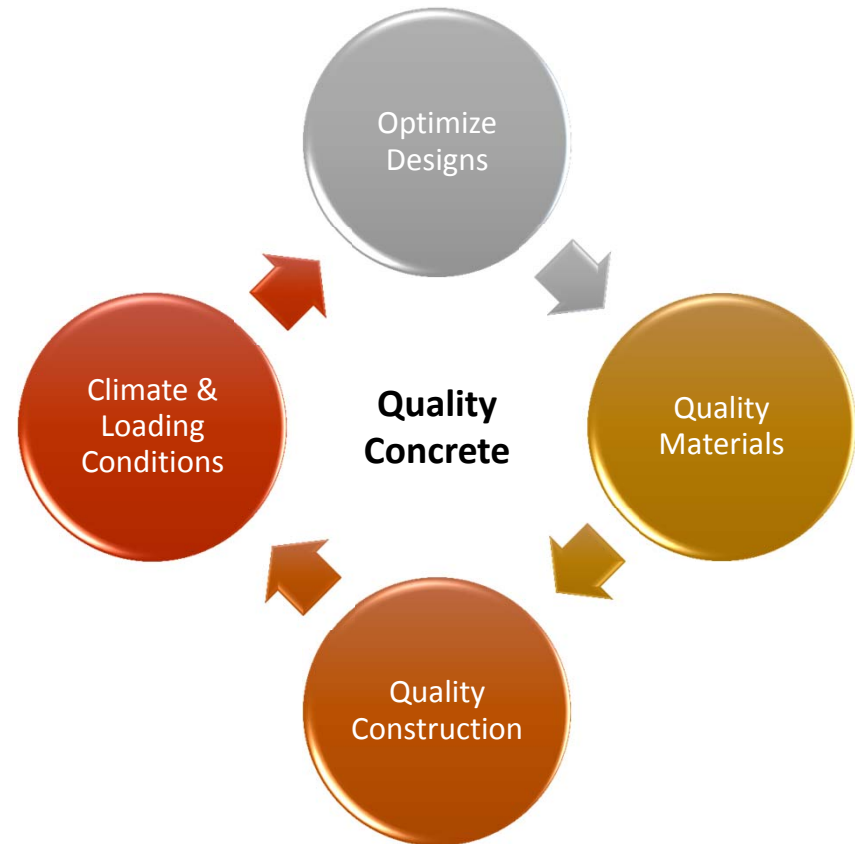 Optimize
Designs
Climate &
Loading
Conditions
Quality
Concrete
Quality
Materials
Quality
Construction